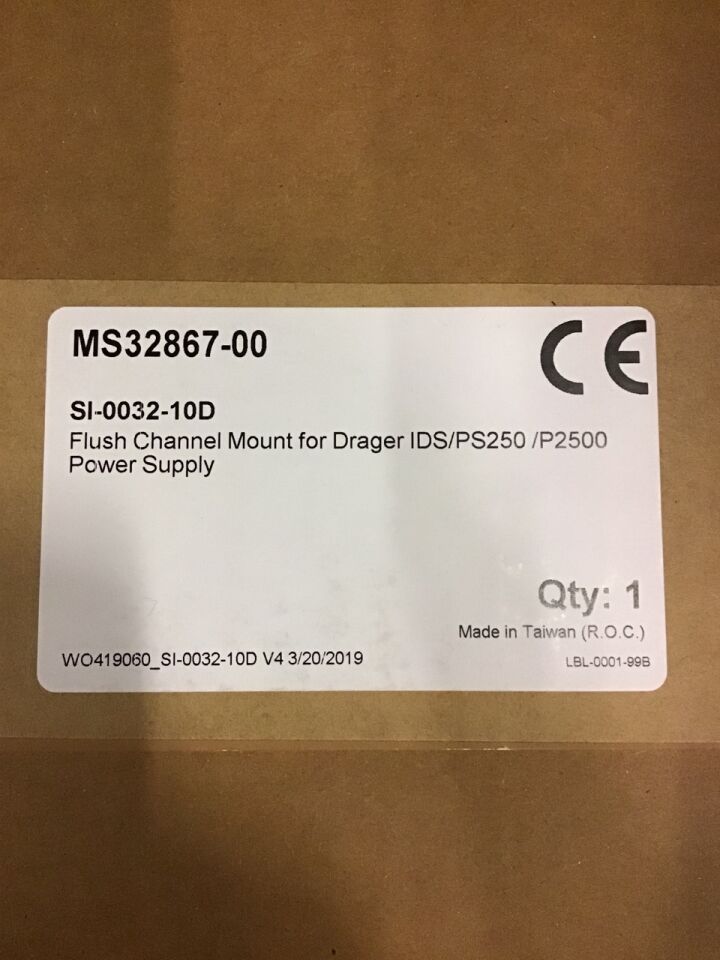 MS32867-00
CE
SI-0032-10D
Flush Channel Mount for Drager IDS/PS250 /P2500
Power Supply
Qty: 1
Made in Taiwan (R.O.C.)
WO419060_SI-0032-10D V4 3/20/2019
LBL-0001-99B